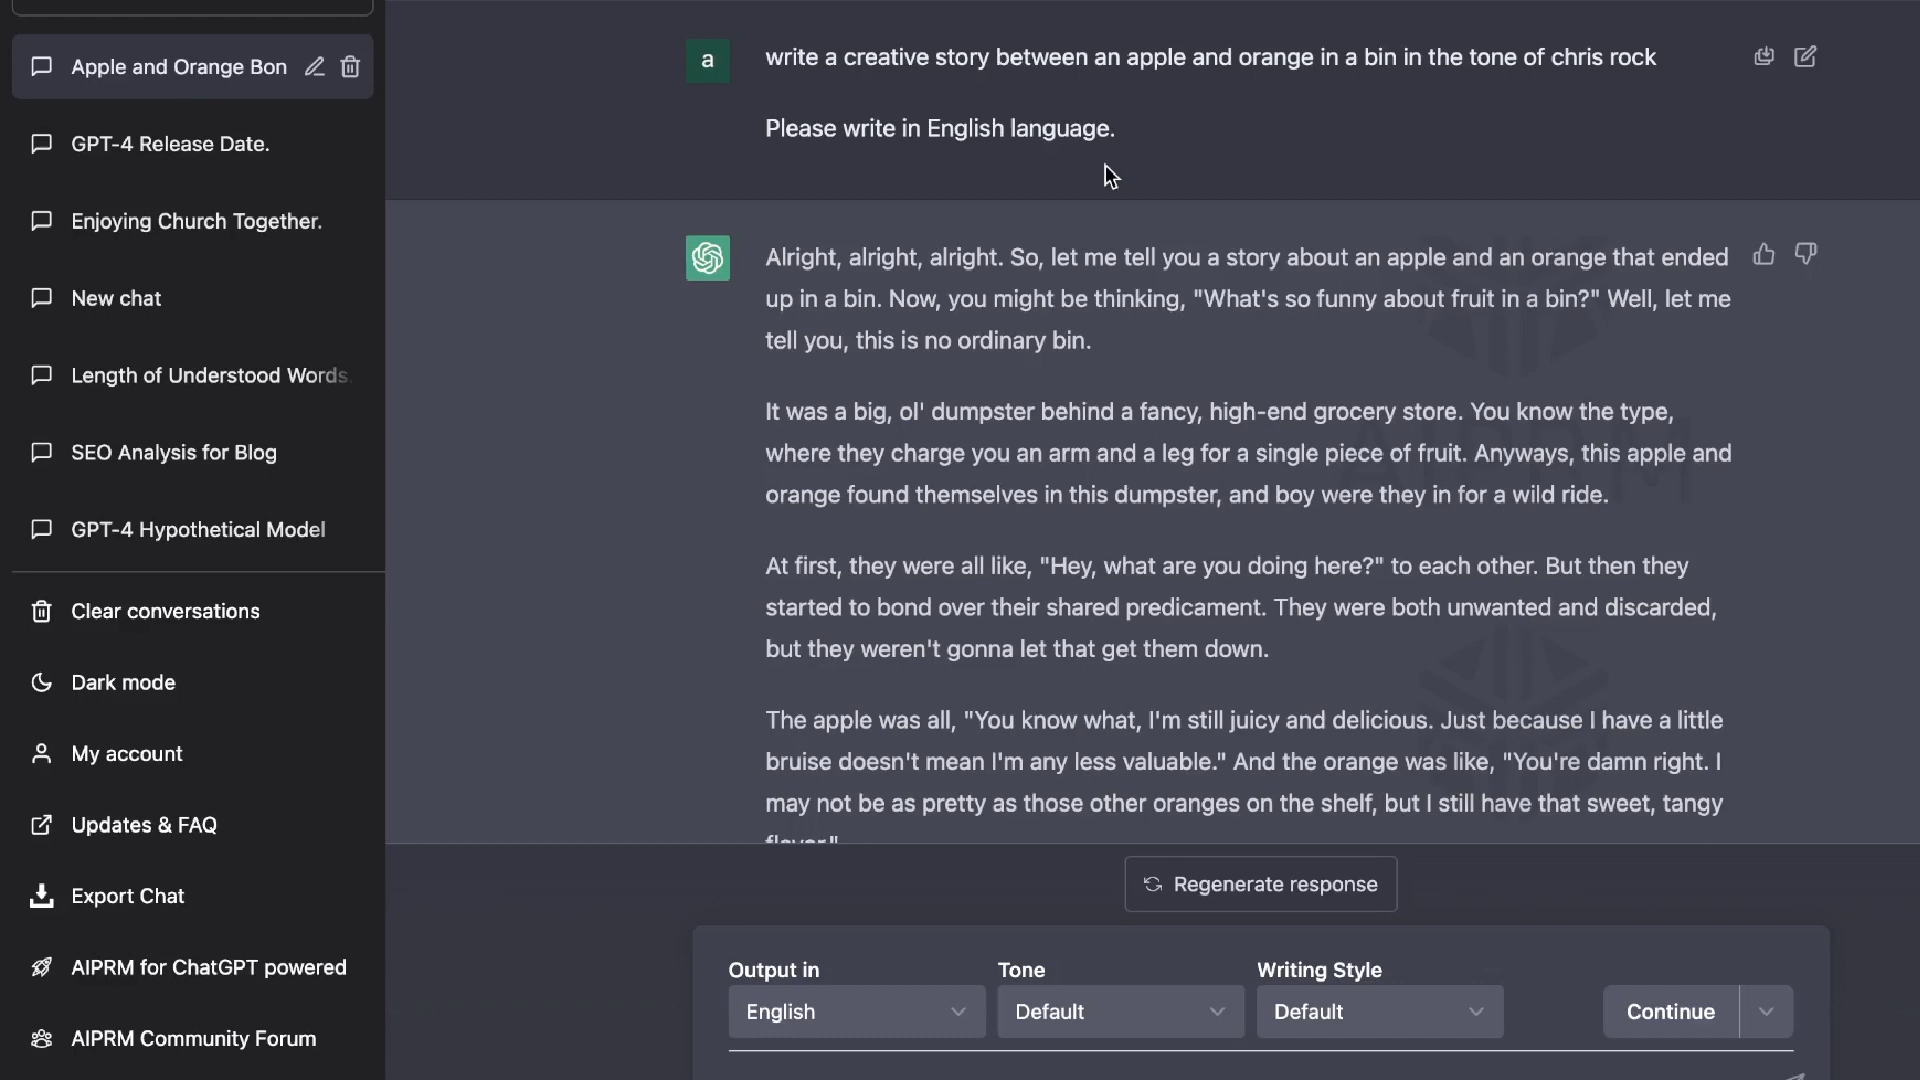 Apple and Orange Bon
GPT-4 Release Date.
Enjoying Church Together.
New chat
Length of Understood Words.
SEO Analysis for Blog
GPT-4 Hypothetical Model
Clear conversations
Dark mode
My account
Updates & FAQ
Export Chat
AIPRM for ChatGPT powered
AIPRM Community Forum
a
write a creative story between an apple and orange in a bin in the tone of chris rock
Please write in English language.
Alright, alright, alright. So, let me tell you a story about an apple and an orange that ended
up in a bin. Now, you might be thinking, "What's so funny about fruit in a bin?" Well, let me
tell you, this is no ordinary bin.
It was a big, ol' dumpster behind a fancy, high-end grocery store. You know the type,
where they charge you an arm and a leg for a single piece of fruit. Anyways, this apple and
orange found themselves in this dumpster, and boy were they in for a wild ride.
At first, they were all like, "Hey, what are you doing here?" to each other. But then they
started to bond over their shared predicament. They were both unwanted and discarded,
but they weren't gonna let that get them down.
The apple was all, "You know what, I'm still juicy and delicious. Just because I have a little
bruise doesn't mean I'm any less valuable." And the orange was like, "You're damn right. I
may not be as pretty as those other oranges on the shelf, but I still have that sweet, tangy
flavor."
AIPRM
Regenerate response
Output in
Tone
Writing Style
English
Default
Default
Continue